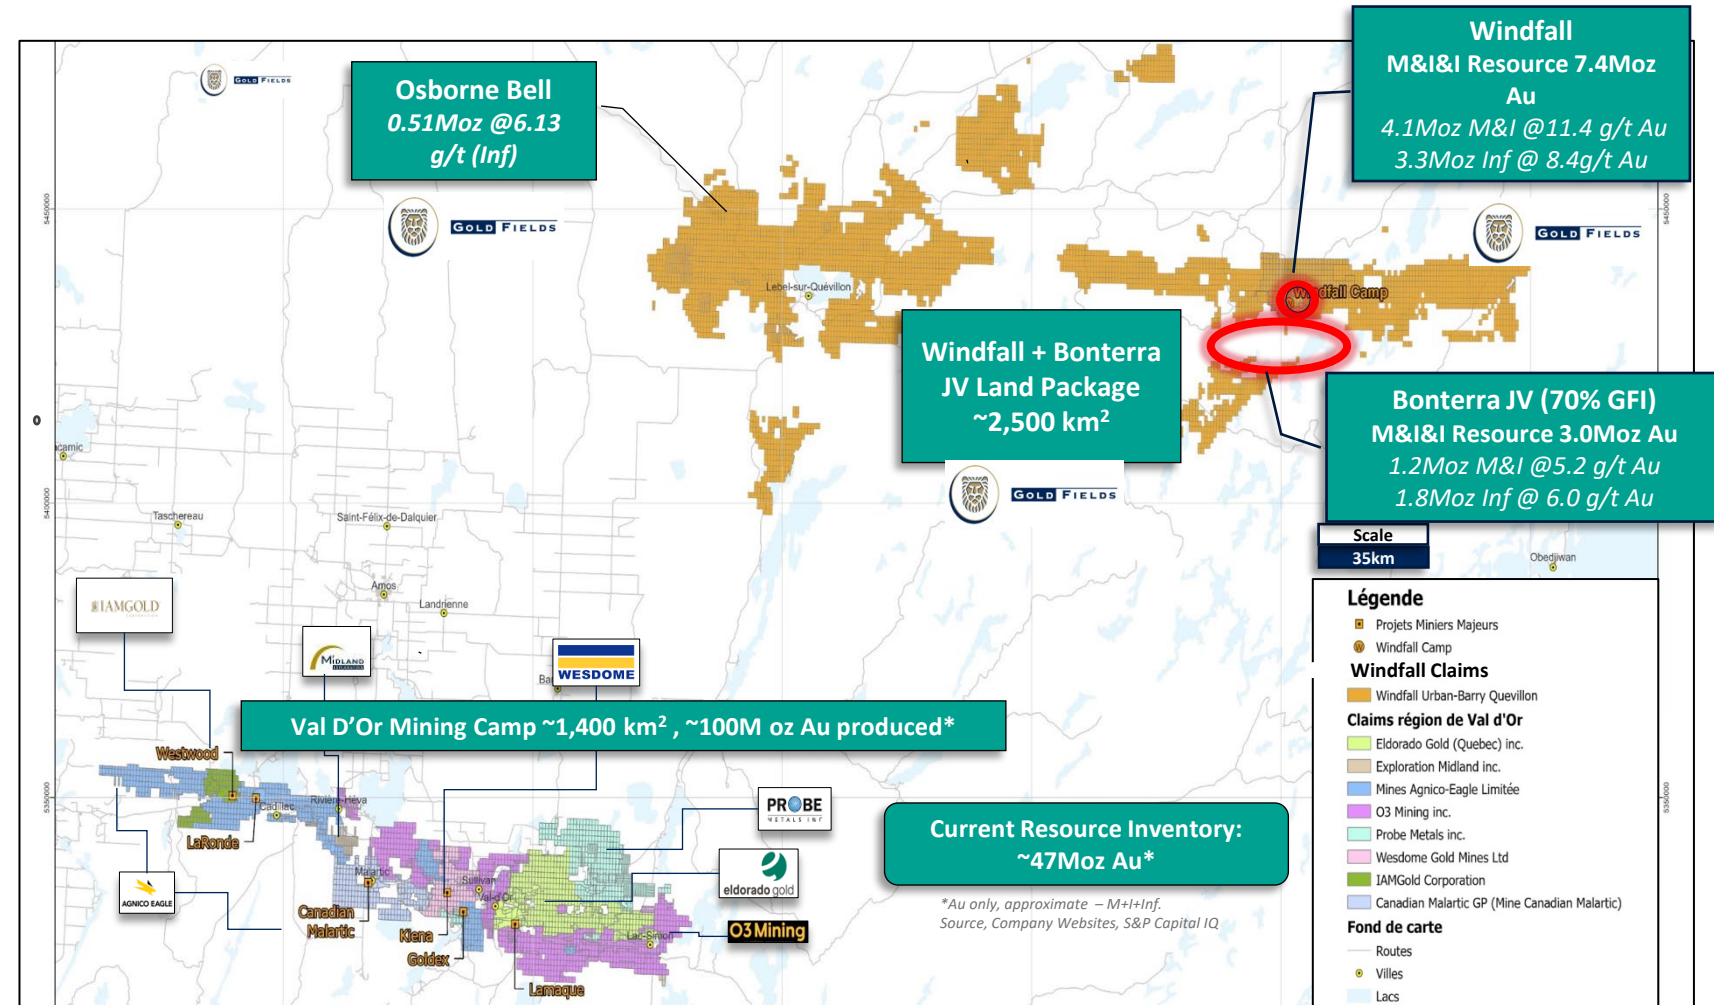 GOLD FIELDS
Osborne Bell
0.51Moz @6.13
g/t (Inf)
Windfall
M&I&I Resource 7.4Moz
Au
4.1Moz M&I @11.4 g/t Au
3.3Moz Inf @ 8.4g/t Au
5450000
5450000
GOLD FIELDS
GOLD FIELDS
Lebel-sur-Quévillon
Windfall Camp
Windfall + Bonterra
JV Land Package
~2,500 km²
Bonterra JV (70% GFI)
M&I&I Resource 3.0Moz Au
1.2Moz M&I @5.2 g/t Au
1.8Moz Inf @ 6.0 g/t Au
GOLD FIELDS
5400000
Taschereau
Saint-Félix-de-Dalquier
Scale
35km
Obedjiwan
Amos
Landrienne
IAMGOLD
MIDLAND
WESDOME
Val D'Or Mining Camp ~1,400 km² , ~100M oz Au produced*
Westwood
Cadillac
Rivière-Héva
LaRonde
5350000
5350000
PROBE
METALS INC
Current Resource Inventory:
~47Moz Au*
*Au only, approximate – M+I+Inf.
Source, Company Websites, S&P Capital IQ
AGNICO EAGLE
Malartic
Sullivan
Val-d'Or
eldorado gold
Canadian
Malartic
Kiena
Goldex
Lamaque
Lac-Simon
O3 Mining
Légende
Projets Miniers Majeurs
Windfall Camp
Windfall Claims
Windfall Urban-Barry Quevillon
Claims région de Val d'Or
Eldorado Gold (Quebec) inc.
Exploration Midland inc.
Mines Agnico-Eagle Limitée
O3 Mining inc.
Probe Metals inc.
Wesdome Gold Mines Ltd
IAMGold Corporation
Canadian Malartic GP (Mine Canadian Malartic)
Fond de carte
Routes
Villes
Lacs